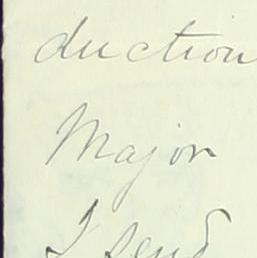 duction
Major
I send